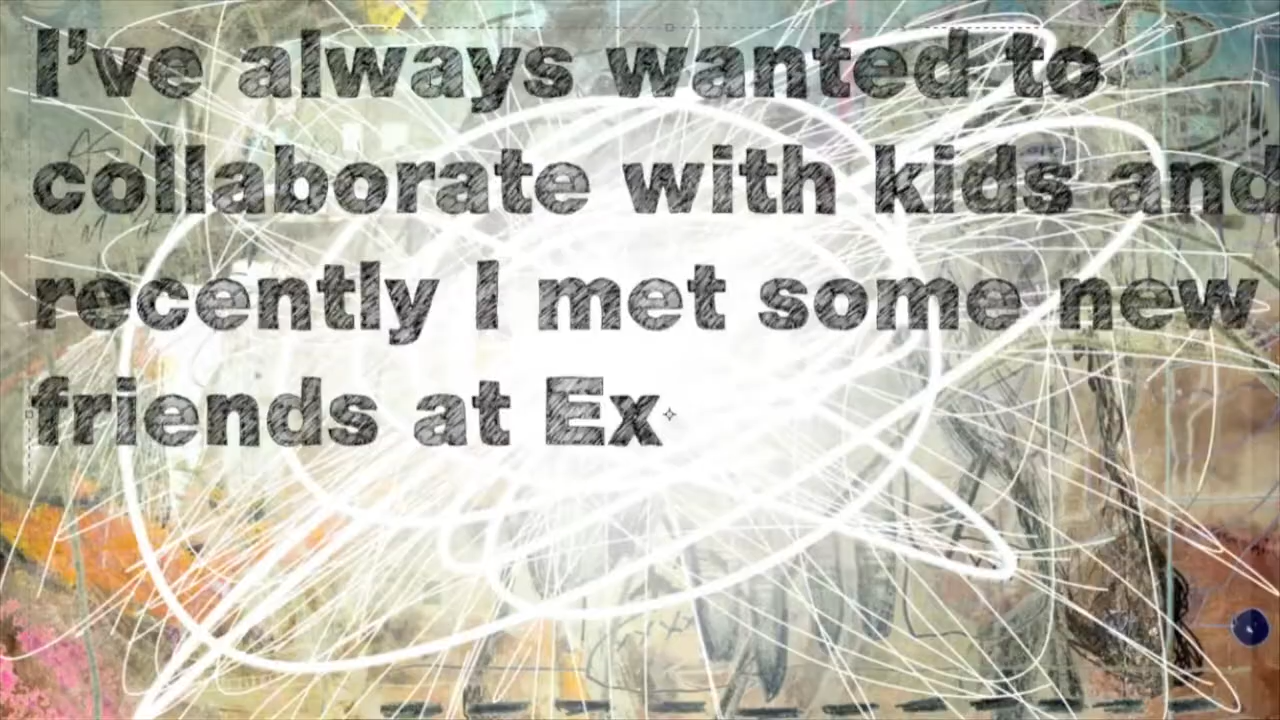 I've always wanted to
collaborate with kids and
recently I met some new
friends at Ex